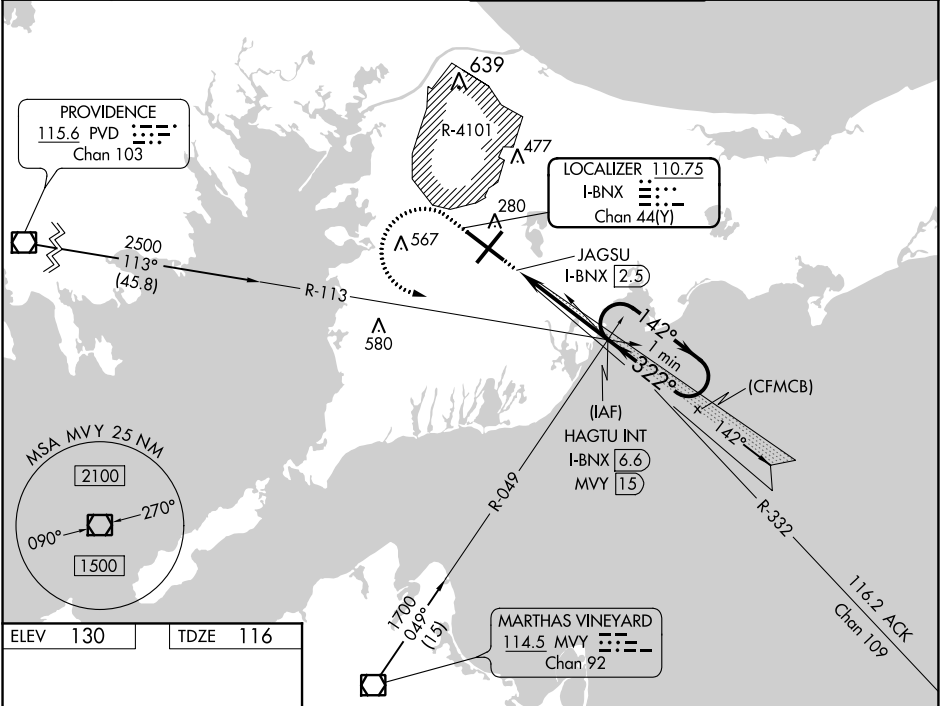 639
R-4101
477
PROVIDENCE
115.6 PVD
Chan 103
LOCALIZER 110.75
I-BNX
Chan 44(Y)
280
567
2500
113°
(45.8)
R-113
580
JAGSU
I-BNX 2.5
142°
1 min
322°
(CFMCB)
142°
(IAF)
HAGTU INT
I-BNX 6.6
MVY 15
R-049
R-332
116.2 ACK
Chan 109
MSA MVY 25 NM
2100
090°
270°
1500
1700
049°
(15)
MARTHAS VINEYARD
114.5 MVY
Chan 92
ELEV 130
TDZE 116